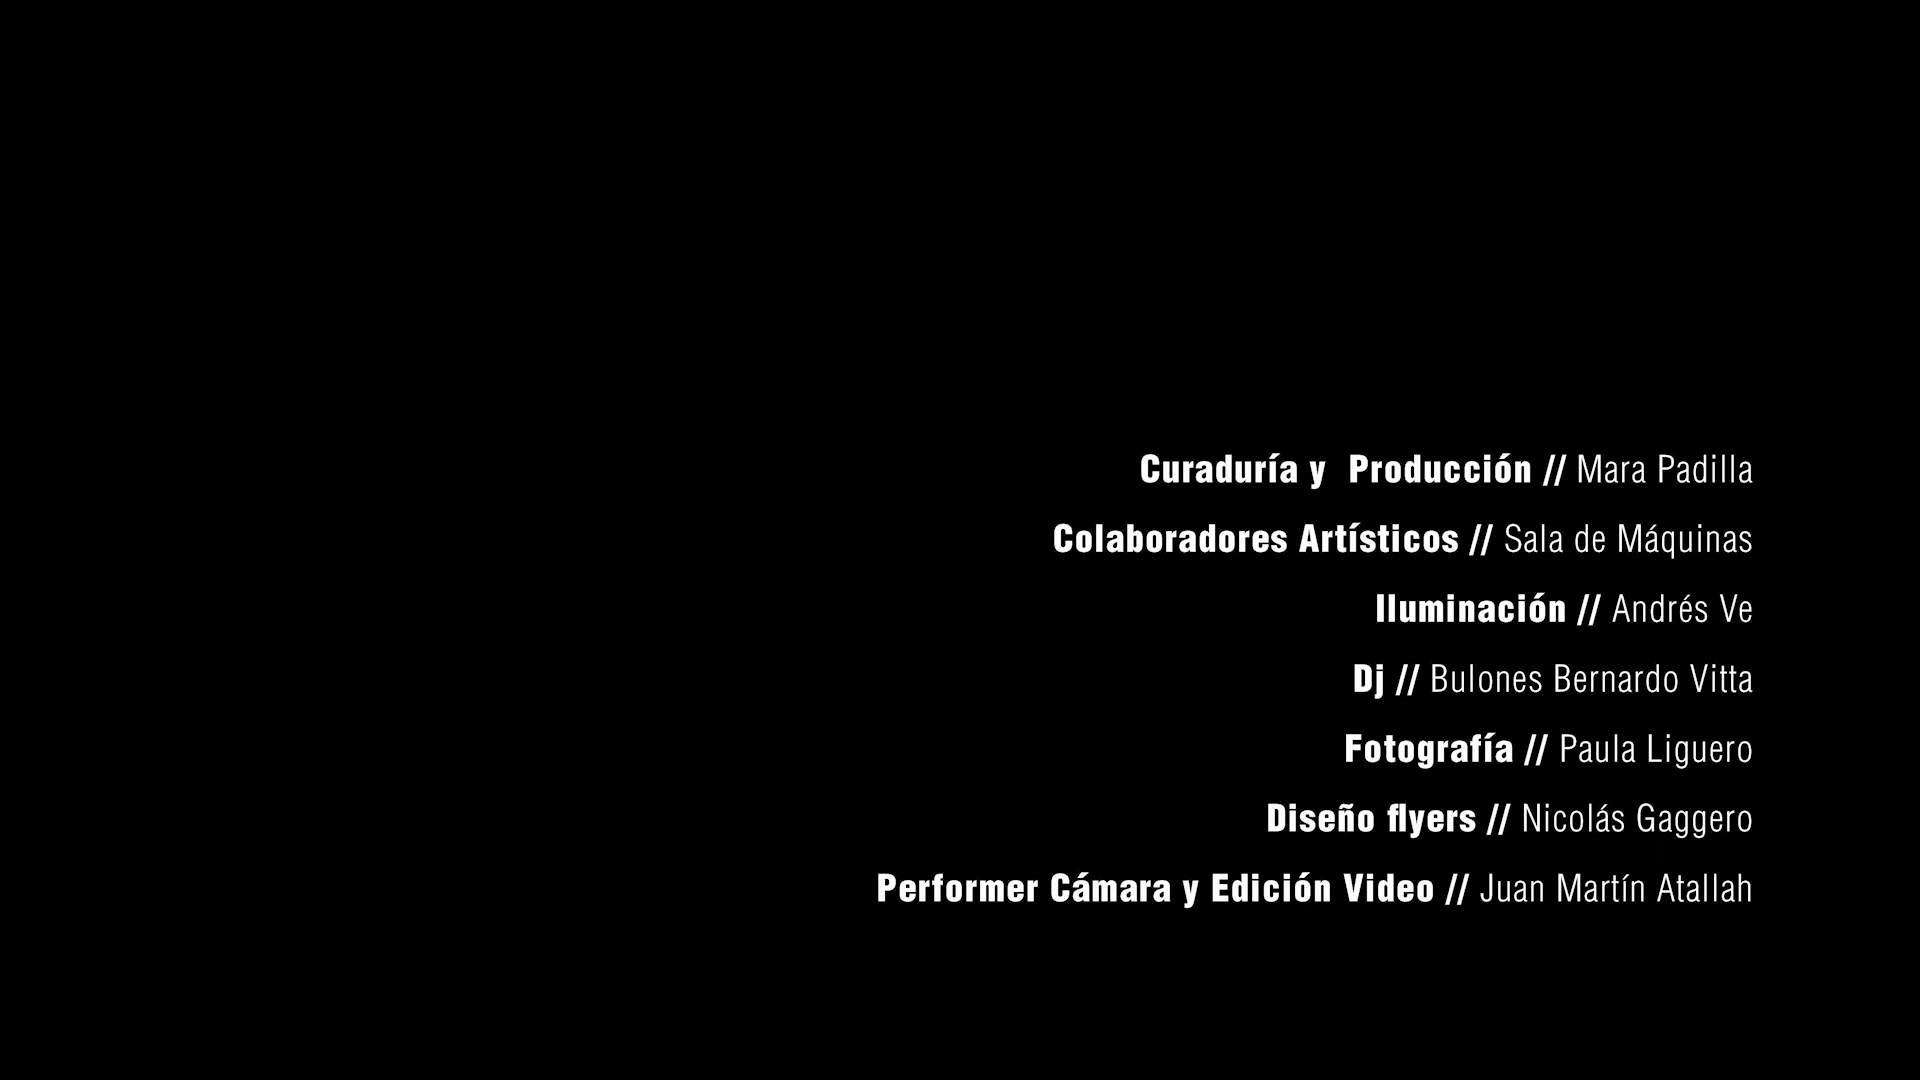 Curaduría y  Producción // Mara Padilla
Colaboradores Artísticos // Sala de Máquinas
Iluminación // Andrés Ve
Dj // Bulones Bernardo Vitta
Fotografía // Paula Liguero
Diseño flyers // Nicolás Gaggero
Performer Cámara y Edición Video // Juan Martín Atallah